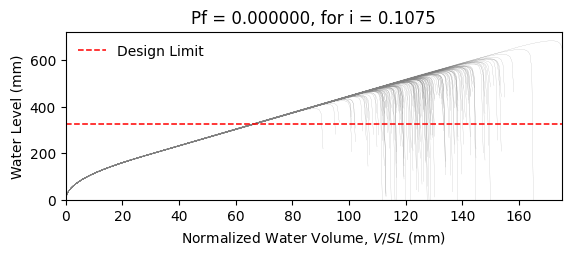 Pf = 0.000000, for i = 0.1075
Design Limit
Water Level (mm)
600
400
200
0
0 20 40 60 80 100 120 140 160
Normalized Water Volume, V/SL (mm)